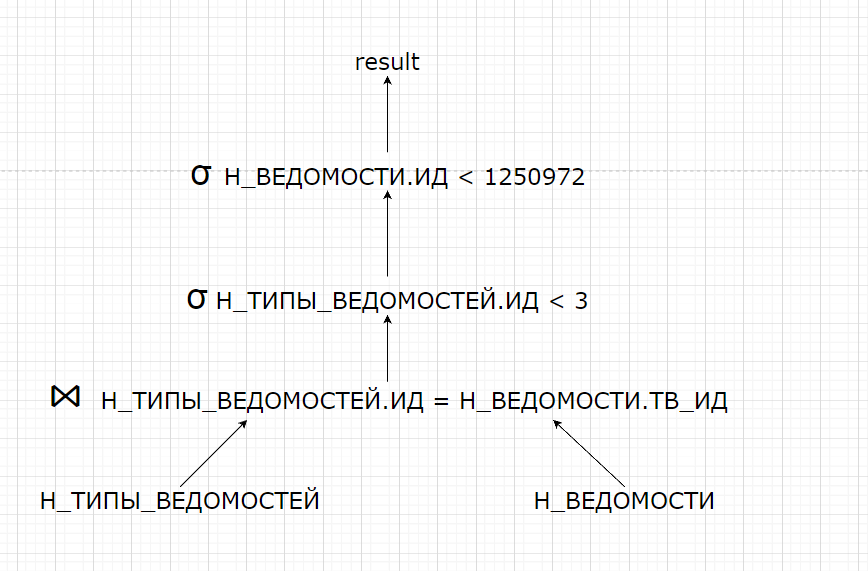 result
σ Н_ВЕДОМОСТИ.ИД < 1250972
σ Н_ТИПЫ_ВЕДОМОСТЕЙ.ИД < 3
⋈ Н_ТИПЫ_ВЕДОМОСТЕЙ.ИД = Н_ВЕДОМОСТИ.ТВ_ИД
Н_ТИПЫ_ВЕДОМОСТЕЙ Н_ВЕДОМОСТИ